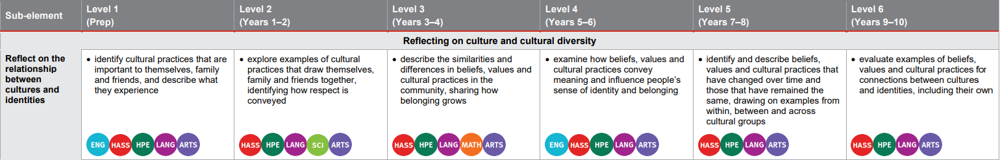 Sub-element
Level 1
(Prep)
Level 2
(Years 1–2)
Level 3
(Years 3–4)
Level 4
(Years 5–6)
Level 5
(Years 7–8)
Level 6
(Years 9–10)
Reflecting on culture and cultural diversity
Reflect on the
relationship
between
cultures and
identities
• identify cultural practices that are
important to themselves, family
and friends, and describe what
they experience
ENG HASS HPE LANG ARTS
• explore examples of cultural
practices that draw themselves,
family and friends together,
identifying how respect is
conveyed
HASS HPE LANG SCI ARTS
• describe the similarities and
differences in beliefs, values and
cultural practices in the
community, sharing how
belonging grows
HASS HPE LANG MATH ARTS
• examine how beliefs, values and
cultural practices convey
meaning and influence people’s
sense of identity and belonging
ENG HASS HPE LANG ARTS
• identify and describe beliefs,
values and cultural practices that
have changed over time and
those that have remained the
same, drawing on examples from
within, between and across
cultural groups
HASS HPE LANG ARTS
• evaluate examples of beliefs,
values and cultural practices for
connections between cultures
and identities, including their own
HASS HPE LANG ARTS